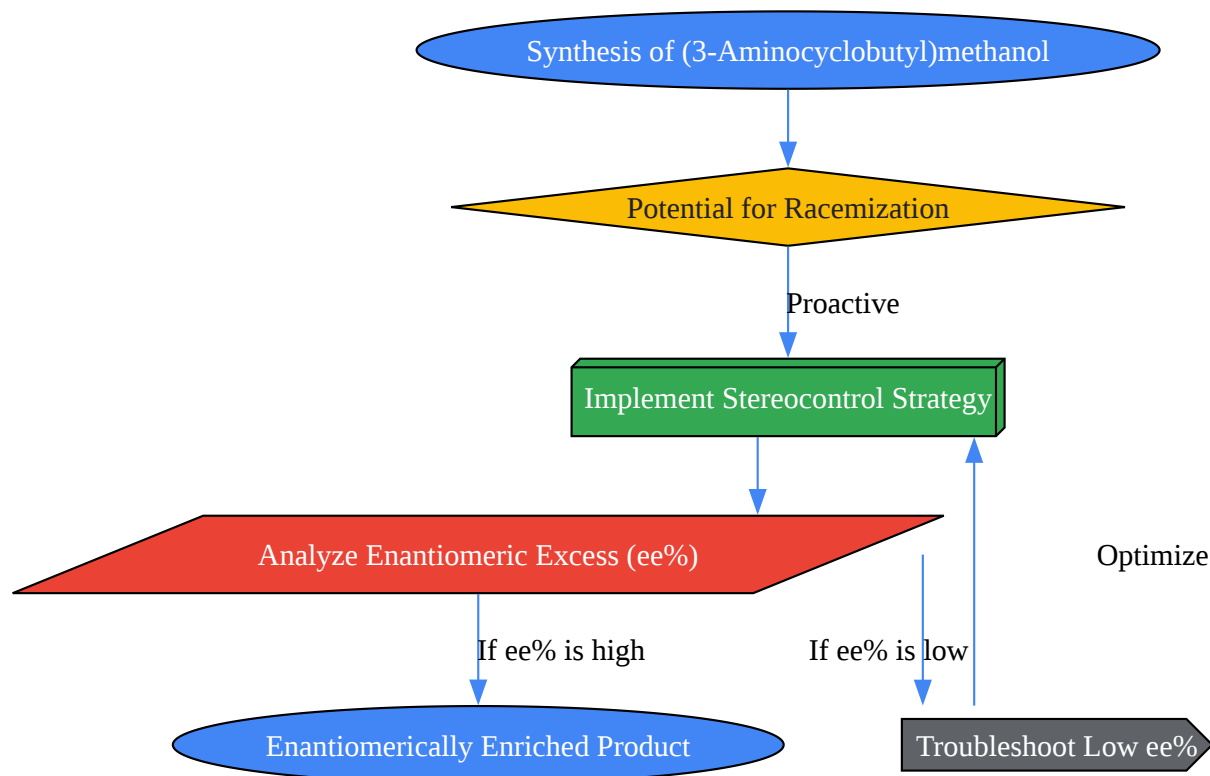 Synthesis of (3-Aminocyclobutyl)methanol
Potential for Racemization
Proactive
Implement Stereocontrol Strategy
Analyze Enantiomeric Excess (ee%)
Optimize
If ee% is high
If ee% is low
Enantiomerically Enriched Product
Troubleshoot Low ee%